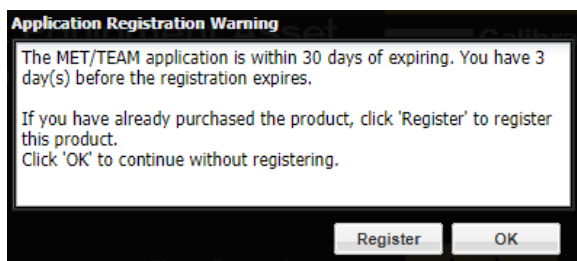 Application Registration Warning
The MET/TEAM application is within 30 days of expiring. You have 3
day(s) before the registration expires.
If you have already purchased the product, click 'Register' to register
this product.
Click 'OK' to continue without registering.
Register
OK